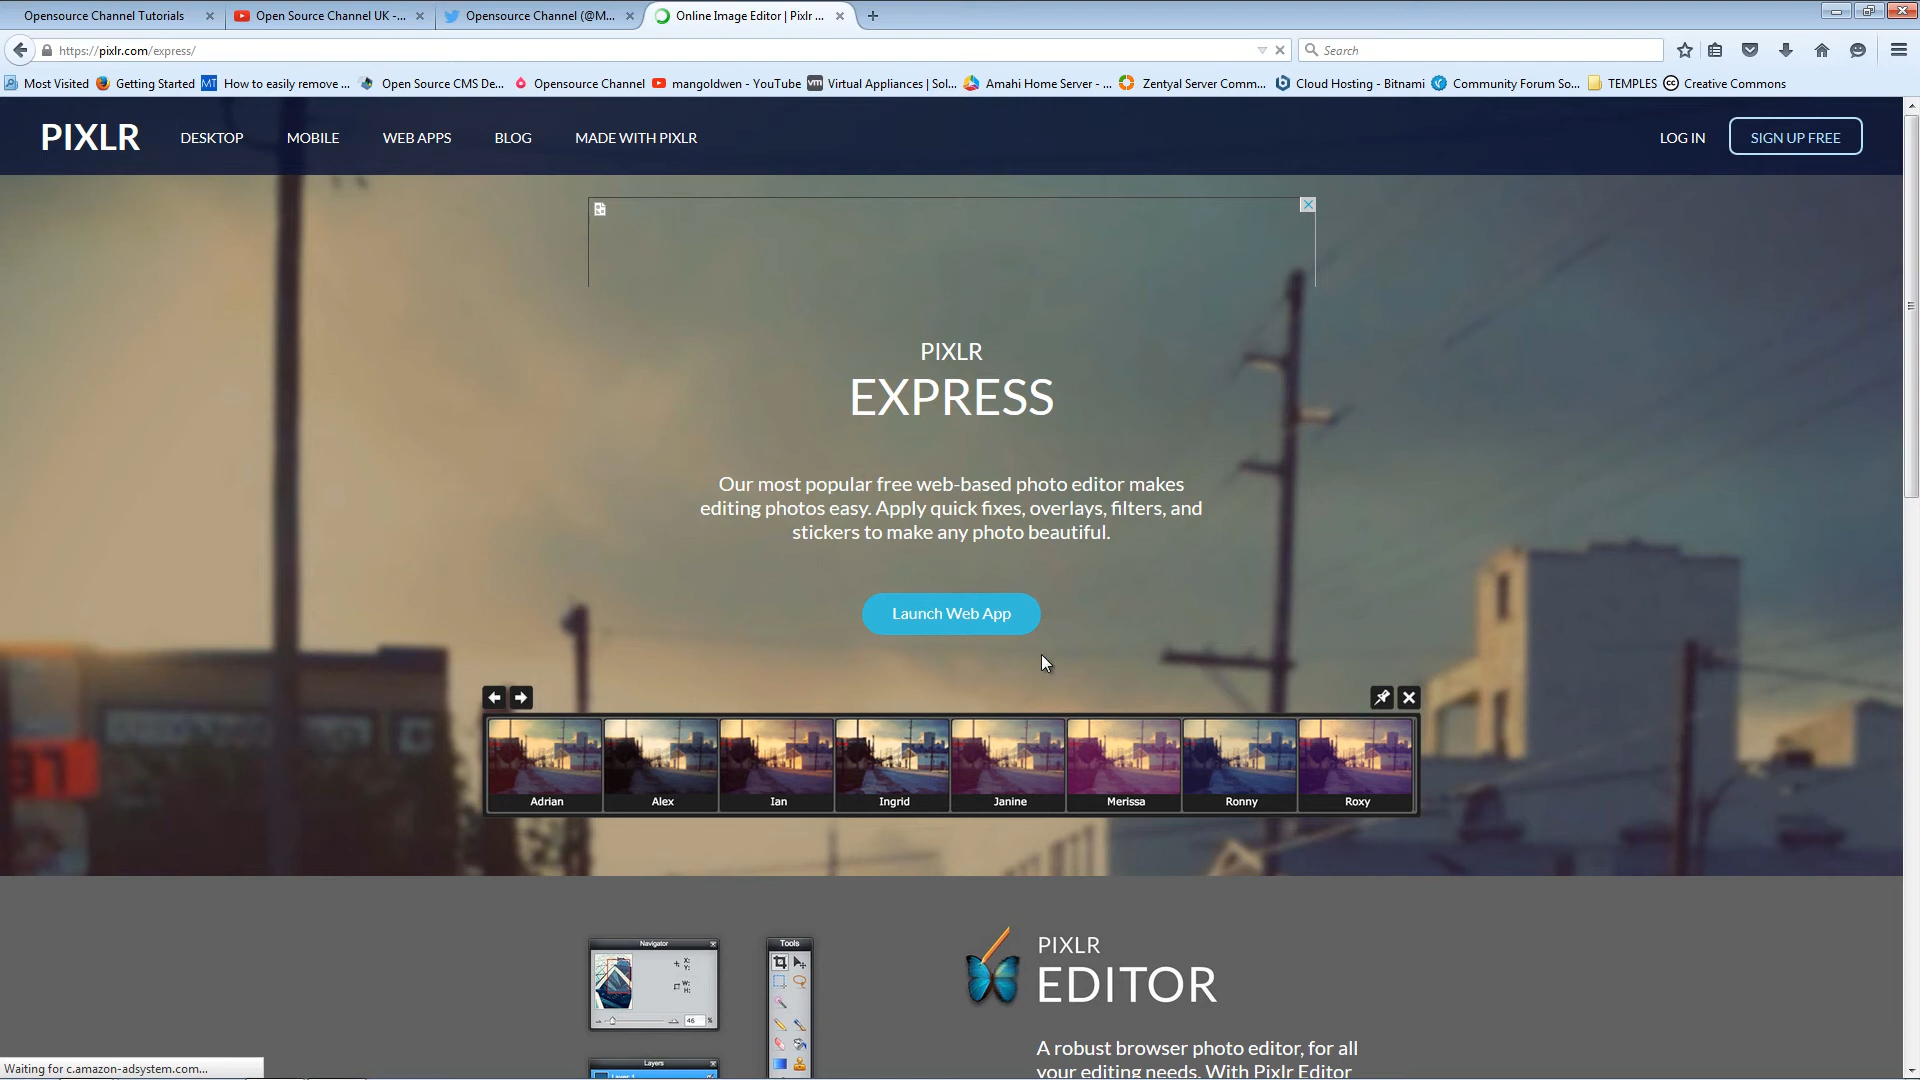 Opensource Channel Tutorials
Open Source Channel UK -...
Opensource Channel (@M...
Online Image Editor | Pixlr ...
https://pixlr.com/express/
Search
Most Visited
Getting Started
MT
How to easily remove ...
Open Source CMS De...
Opensource Channel
mangoldwen - YouTube
vm
Virtual Appliances | Sol...
Amahi Home Server - ...
Zentyal Server Comm...
Cloud Hosting - Bitnami
Community Forum So...
TEMPLES
cc
Creative Commons
PIXLR
DESKTOP
MOBILE
WEB APPS
BLOG
MADE WITH PIXLR
LOG IN
SIGN UP FREE
PIXLR
EXPRESS
Our most popular free web-based photo editor makes
editing photos easy. Apply quick fixes, overlays, filters, and
stickers to make any photo beautiful.
Launch Web App
Adrian
Alex
Ian
Ingrid
Janine
Merissa
Ronny
Roxy
Navigator
X:
Y:
W:
H:
46 %
Tools
Layers
PIXLR
EDITOR
A robust browser photo editor, for all
your editing needs. With Pixlr Editor
Waiting for c.amazon-adsystem.com...